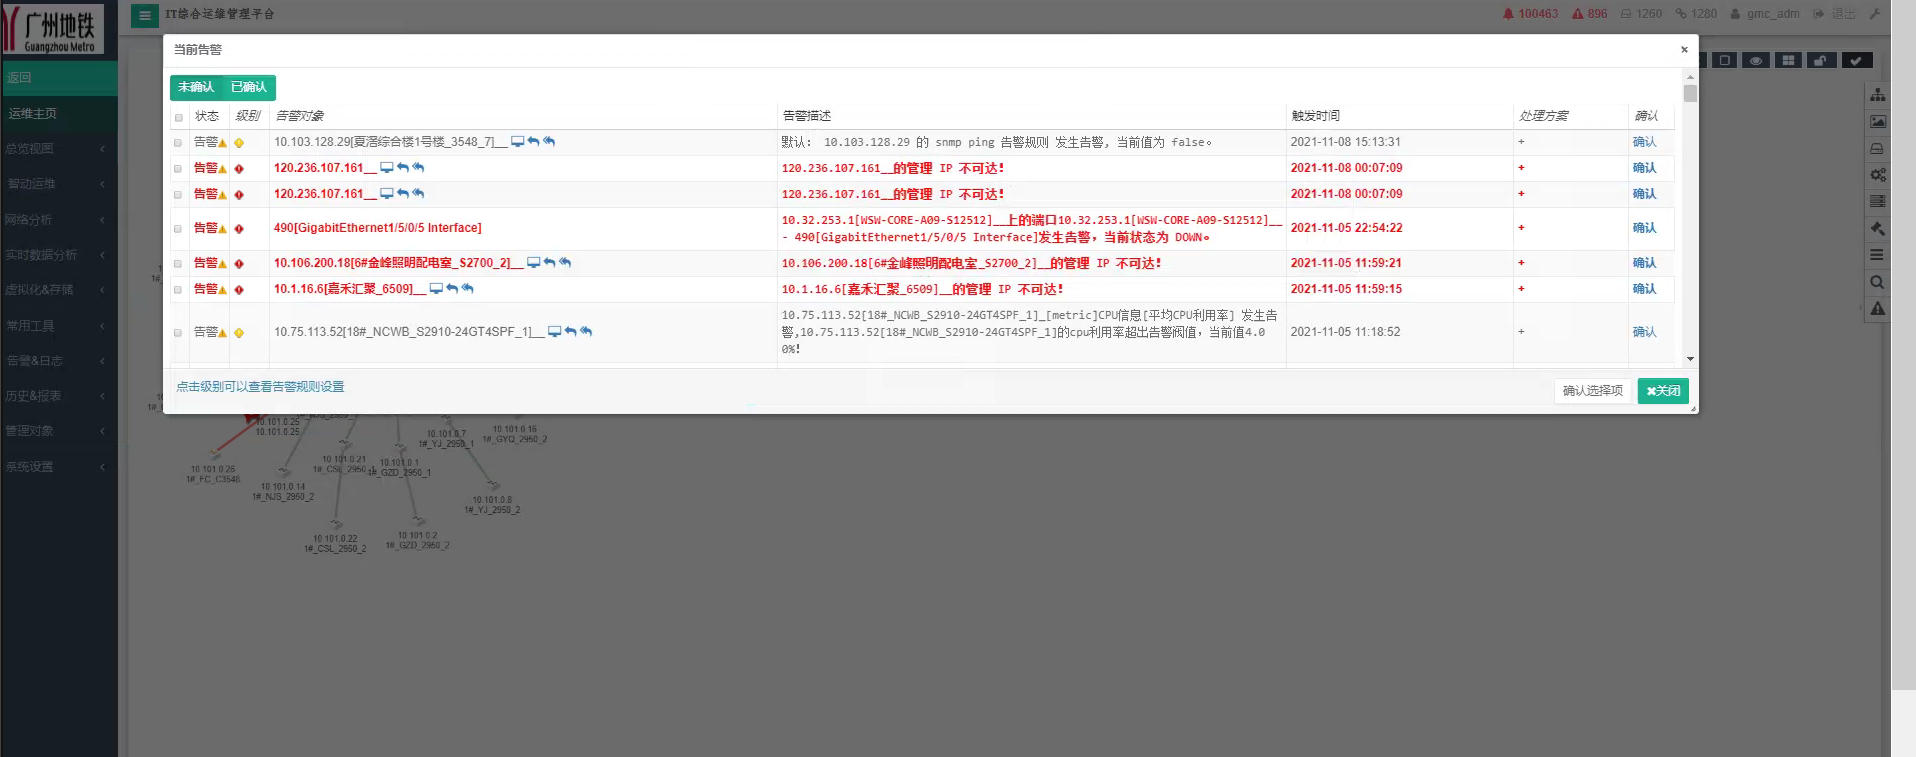 广州地铁
Guangzhou Metro
IT综合运维管理平台
100463 896 1260 1280 gmc_adm 退出
返回
运维主页
总览视图
智动运维
网络分析
实时数据分析
虚拟化&存储
常用工具
告警&日志
历史&报表
管理对象
系统设置
当前告警 ×
未确认 已确认
状态 级别 告警对象 告警描述 触发时间 处理方案 确认
告警 10.103.128.29[夏滘综合楼1号楼_3548_7]__ 默认: 10.103.128.29 的 snmp ping 告警规则 发生告警, 当前值为 false。 2021-11-08 15:13:31 + 确认
告警 120.236.107.161__ 120.236.107.161__的管理 IP 不可达! 2021-11-08 00:07:09 + 确认
告警 120.236.107.161__ 120.236.107.161__的管理 IP 不可达! 2021-11-08 00:07:09 + 确认
告警 490[GigabitEthernet1/5/0/5 Interface] 10.32.253.1[WSW-CORE-A09-S12512]__上的端口10.32.253.1[WSW-CORE-A09-S12512]__ 2021-11-05 22:54:22 + 确认
- 490[GigabitEthernet1/5/0/5 Interface]发生告警，当前状态为 DOWN。
告警 10.106.200.18[6#金峰照明配电室_S2700_2]__ 10.106.200.18[6#金峰照明配电室_S2700_2]__的管理 IP 不可达! 2021-11-05 11:59:21 + 确认
告警 10.1.16.6[嘉禾汇聚_6509]__ 10.1.16.6[嘉禾汇聚_6509]__的管理 IP 不可达! 2021-11-05 11:59:15 + 确认
告警 10.75.113.52[18#_NCWB_S2910-24GT4SPF_1]__ 10.75.113.52[18#_NCWB_S2910-24GT4SPF_1]_[metric]CPU信息[平均CPU利用率] 发生告 2021-11-05 11:18:52 + 确认
警,10.75.113.52[18#_NCWB_S2910-24GT4SPF_1]的cpu利用率超出告警阀值，当前值4.0
0%!
点击级别可以查看告警规则设置 确认选择项 关闭
10.101.0.25
10.101.0.25
10.101.0.7
1#_YJ_2950_1
10.101.0.16
1#_GYQ_2950_2
10.101.0.26
1#_FC_C3548
10.101.0.21
1#_CSL_2950_1
10.101.0.1
1#_GZD_2950_1
10.101.0.14
1#_NJS_2950_2
10.101.0.8
1#_YJ_2950_2
10.101.0.22
1#_CSL_2950_2
10.101.0.2
1#_GZD_2950_2